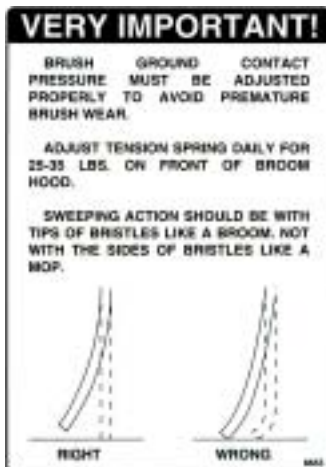 VERY IMPORTANT!
BRUSH GROUND CONTACT
PRESSURE MUST BE ADJUSTED
PROPERLY TO AVOID PREMATURE
BRUSH WEAR.
ADJUST TENSION SPRING DAILY FOR
25-35 LBS. ON FRONT OF BROOM
HOOD.
SWEEPING ACTION SHOULD BE WITH
TIPS OF BRISTLES LIKE A BROOM. NOT
WITH THE SIDES OF BRISTLES LIKE A
MOP.
RIGHT WRONG